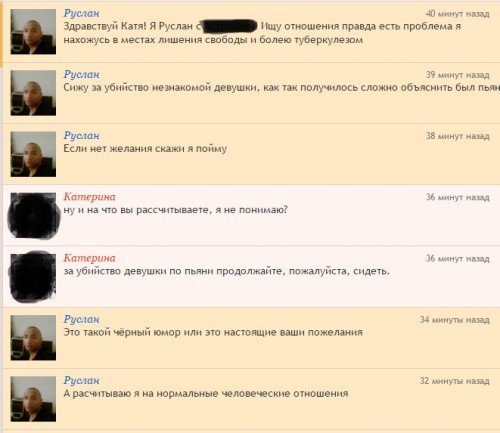 Руслан 40 минут назад
Здравствуй Катя! Я Руслан с Ищу отношения правда есть проблема я
нахожусь в местах лишения свободы и болею туберкулезом
Руслан 39 минут назад
Сижу за убийство незнакомой девушки, как так получилось сложно объяснить был пьян
Руслан 38 минут назад
Если нет желания скажи я пойму
Катерина 36 минут назад
ну и на что вы рассчитываете, я не понимаю?
Катерина 36 минут назад
за убийство девушки по пьяни продолжайте, пожалуйста, сидеть.
Руслан 34 минуты назад
Это такой чёрный юмор или это настоящие ваши пожелания
Руслан 32 минуты назад
А расчитываю я на нормальные человеческие отношения